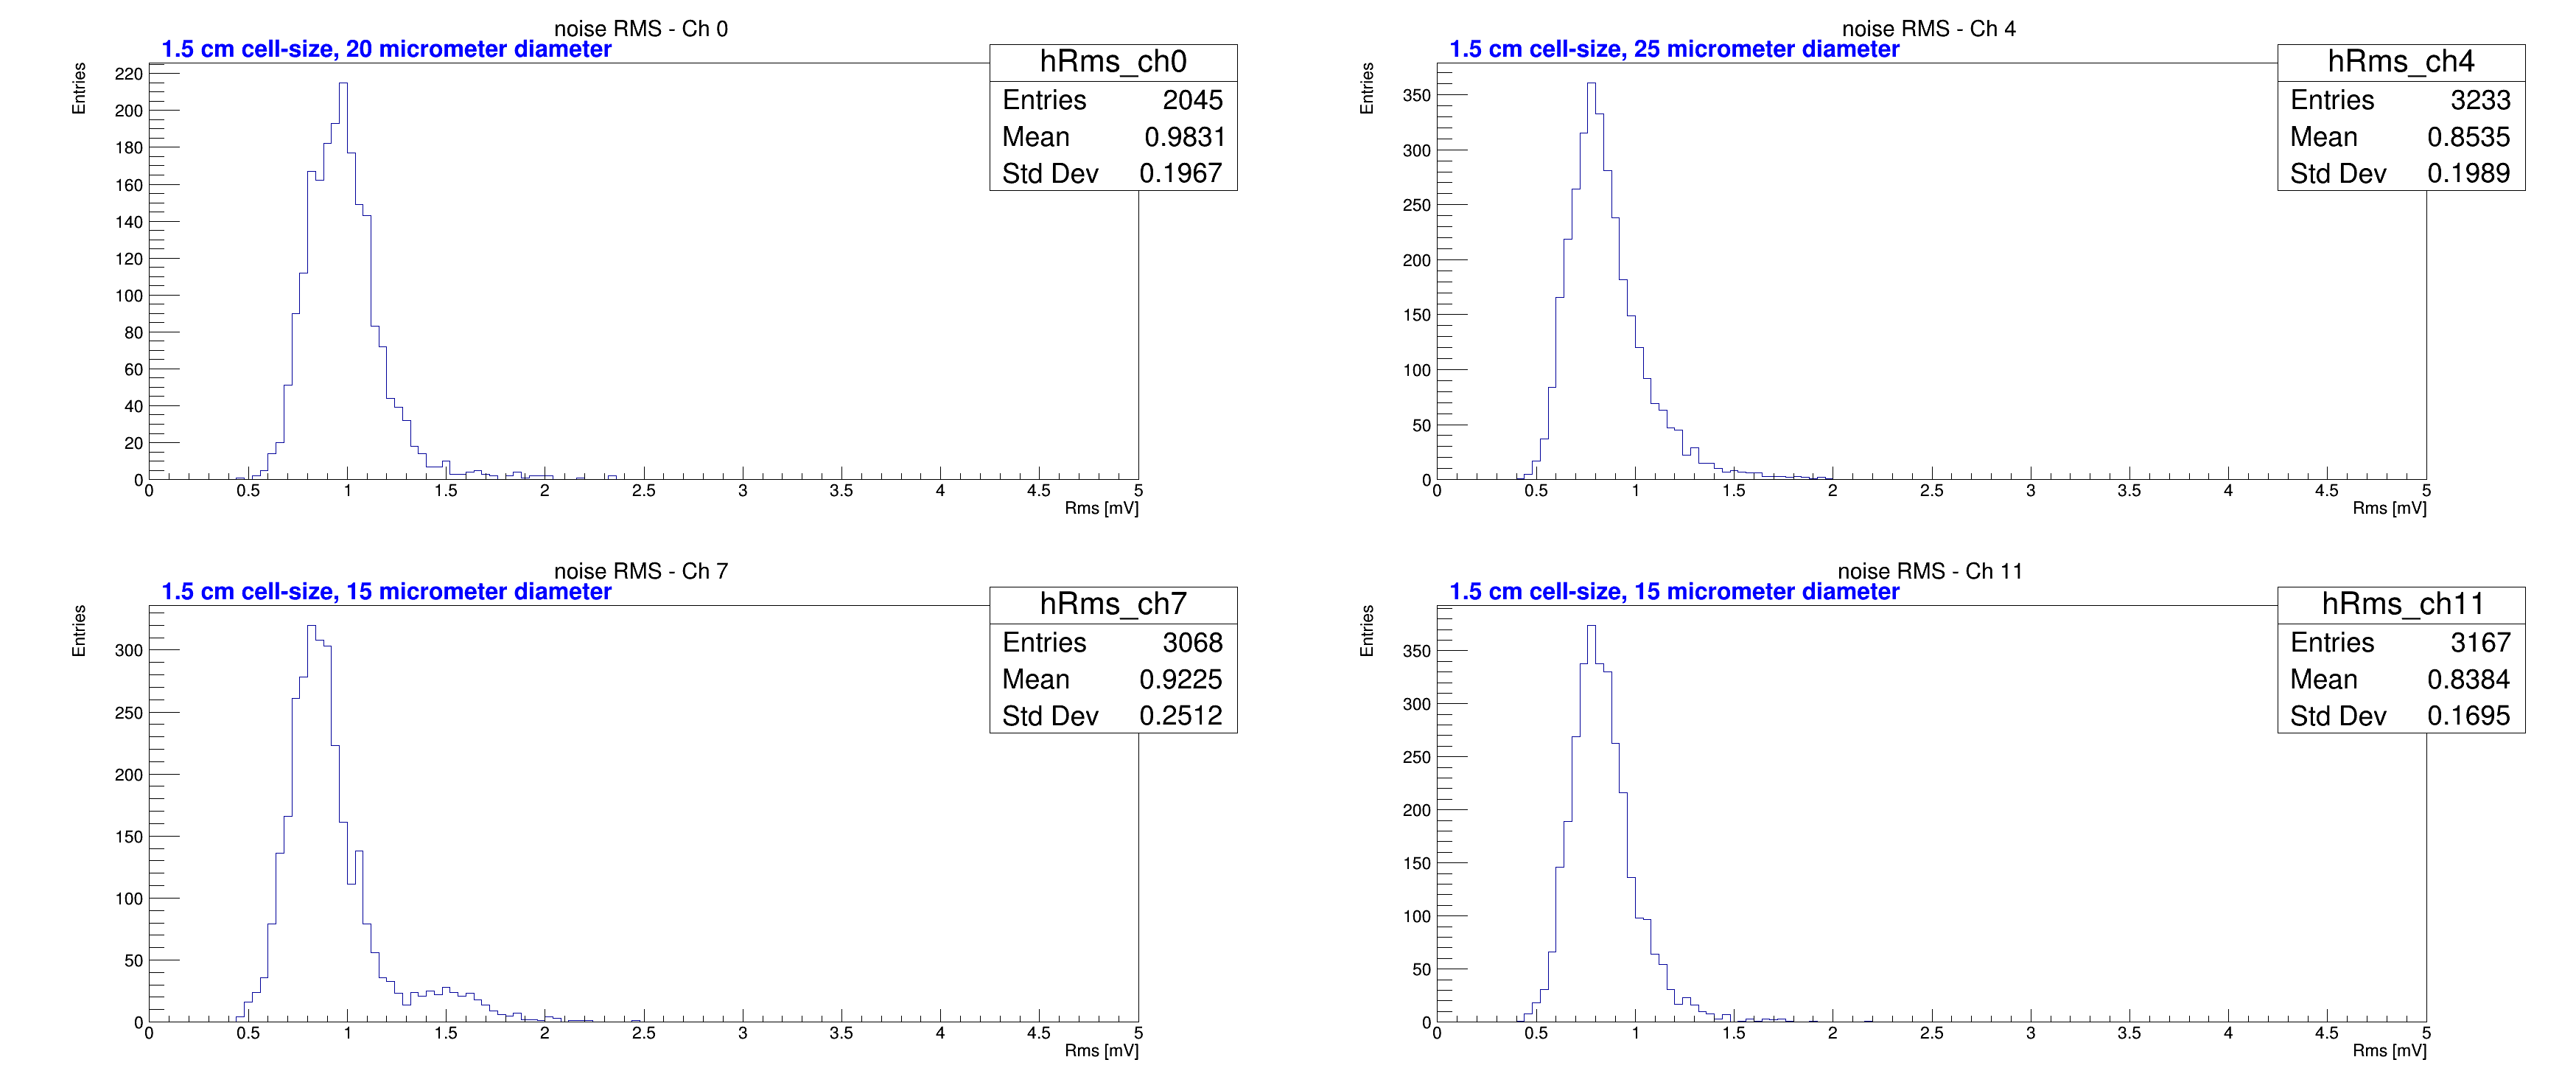 noise RMS - Ch 0
1.5 cm cell-size, 20 micrometer diameter
hRms_ch0
Entries 2045
Mean 0.9831
Std Dev 0.1967
Entries
220
200
180
160
140
120
100
80
60
40
20
0
0 0.5 1 1.5 2 2.5 3 3.5 4 4.5 5
Rms [mV]
noise RMS - Ch 4
1.5 cm cell-size, 25 micrometer diameter
hRms_ch4
Entries 3233
Mean 0.8535
Std Dev 0.1989
Entries
350
300
250
200
150
100
50
0
0 0.5 1 1.5 2 2.5 3 3.5 4 4.5 5
Rms [mV]
noise RMS - Ch 7
1.5 cm cell-size, 15 micrometer diameter
hRms_ch7
Entries 3068
Mean 0.9225
Std Dev 0.2512
Entries
300
250
200
150
100
50
0
0 0.5 1 1.5 2 2.5 3 3.5 4 4.5 5
Rms [mV]
noise RMS - Ch 11
1.5 cm cell-size, 15 micrometer diameter
hRms_ch11
Entries 3167
Mean 0.8384
Std Dev 0.1695
Entries
350
300
250
200
150
100
50
0
0 0.5 1 1.5 2 2.5 3 3.5 4 4.5 5
Rms [mV]